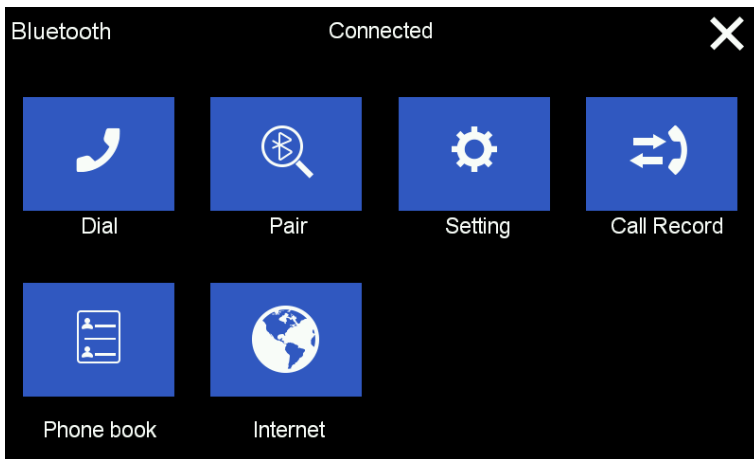 Bluetooth Connected
Dial Pair Setting Call Record
Phone book Internet